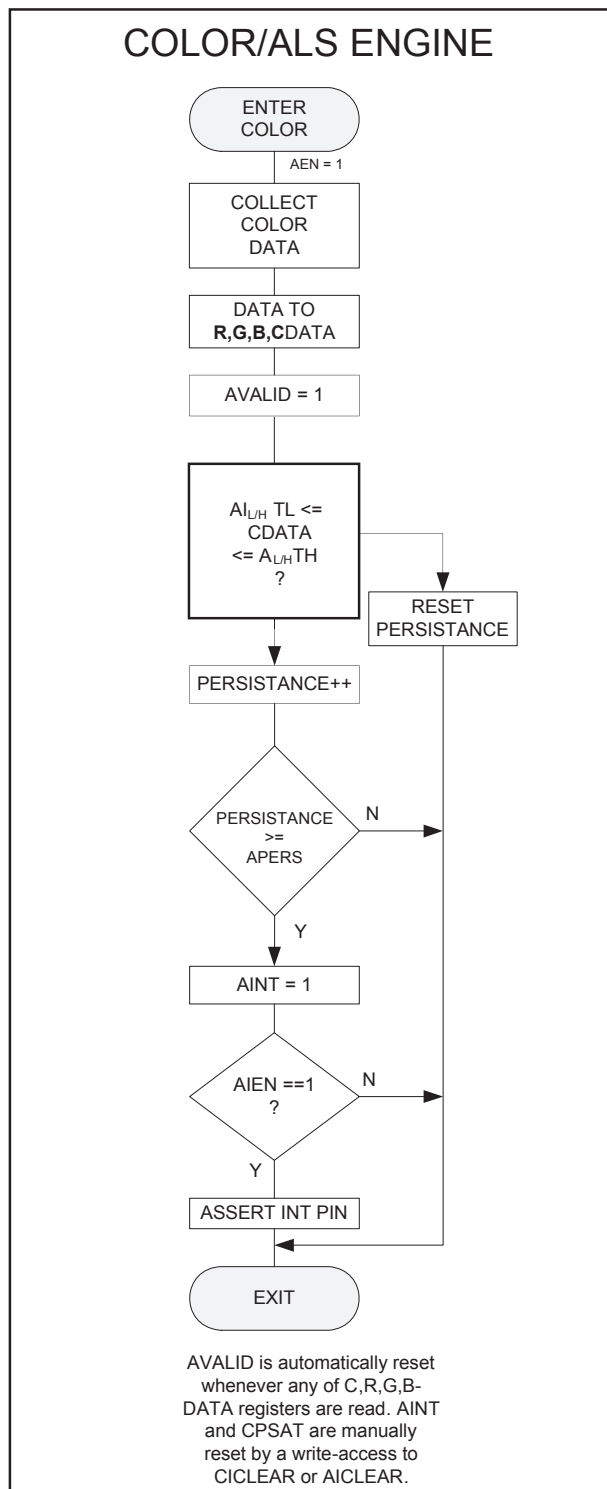 COLOR/ALS ENGINE
ENTER
COLOR
AEN = 1
COLLECT
COLOR
DATA
DATA TO
R,G,B,CDATA
AVALID = 1
AIL/H TL <=
CDATA
<= AL/HTH
?
RESET
PERSISTANCE
PERSISTANCE++
PERSISTANCE
>=
APERS
N
Y
AINT = 1
AIEN ==1
?
N
Y
ASSERT INT PIN
EXIT
AVALID is automatically reset
whenever any of C,R,G,B-
DATA registers are read. AINT
and CPSAT are manually
reset by a write-access to
CICLEAR or AICLEAR.